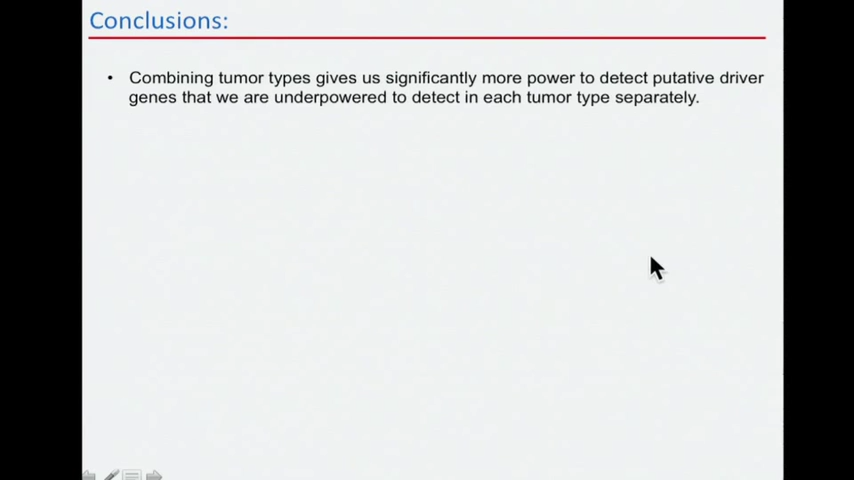 Conclusions:
• Combining tumor types gives us significantly more power to detect putative driver
genes that we are underpowered to detect in each tumor type separately.